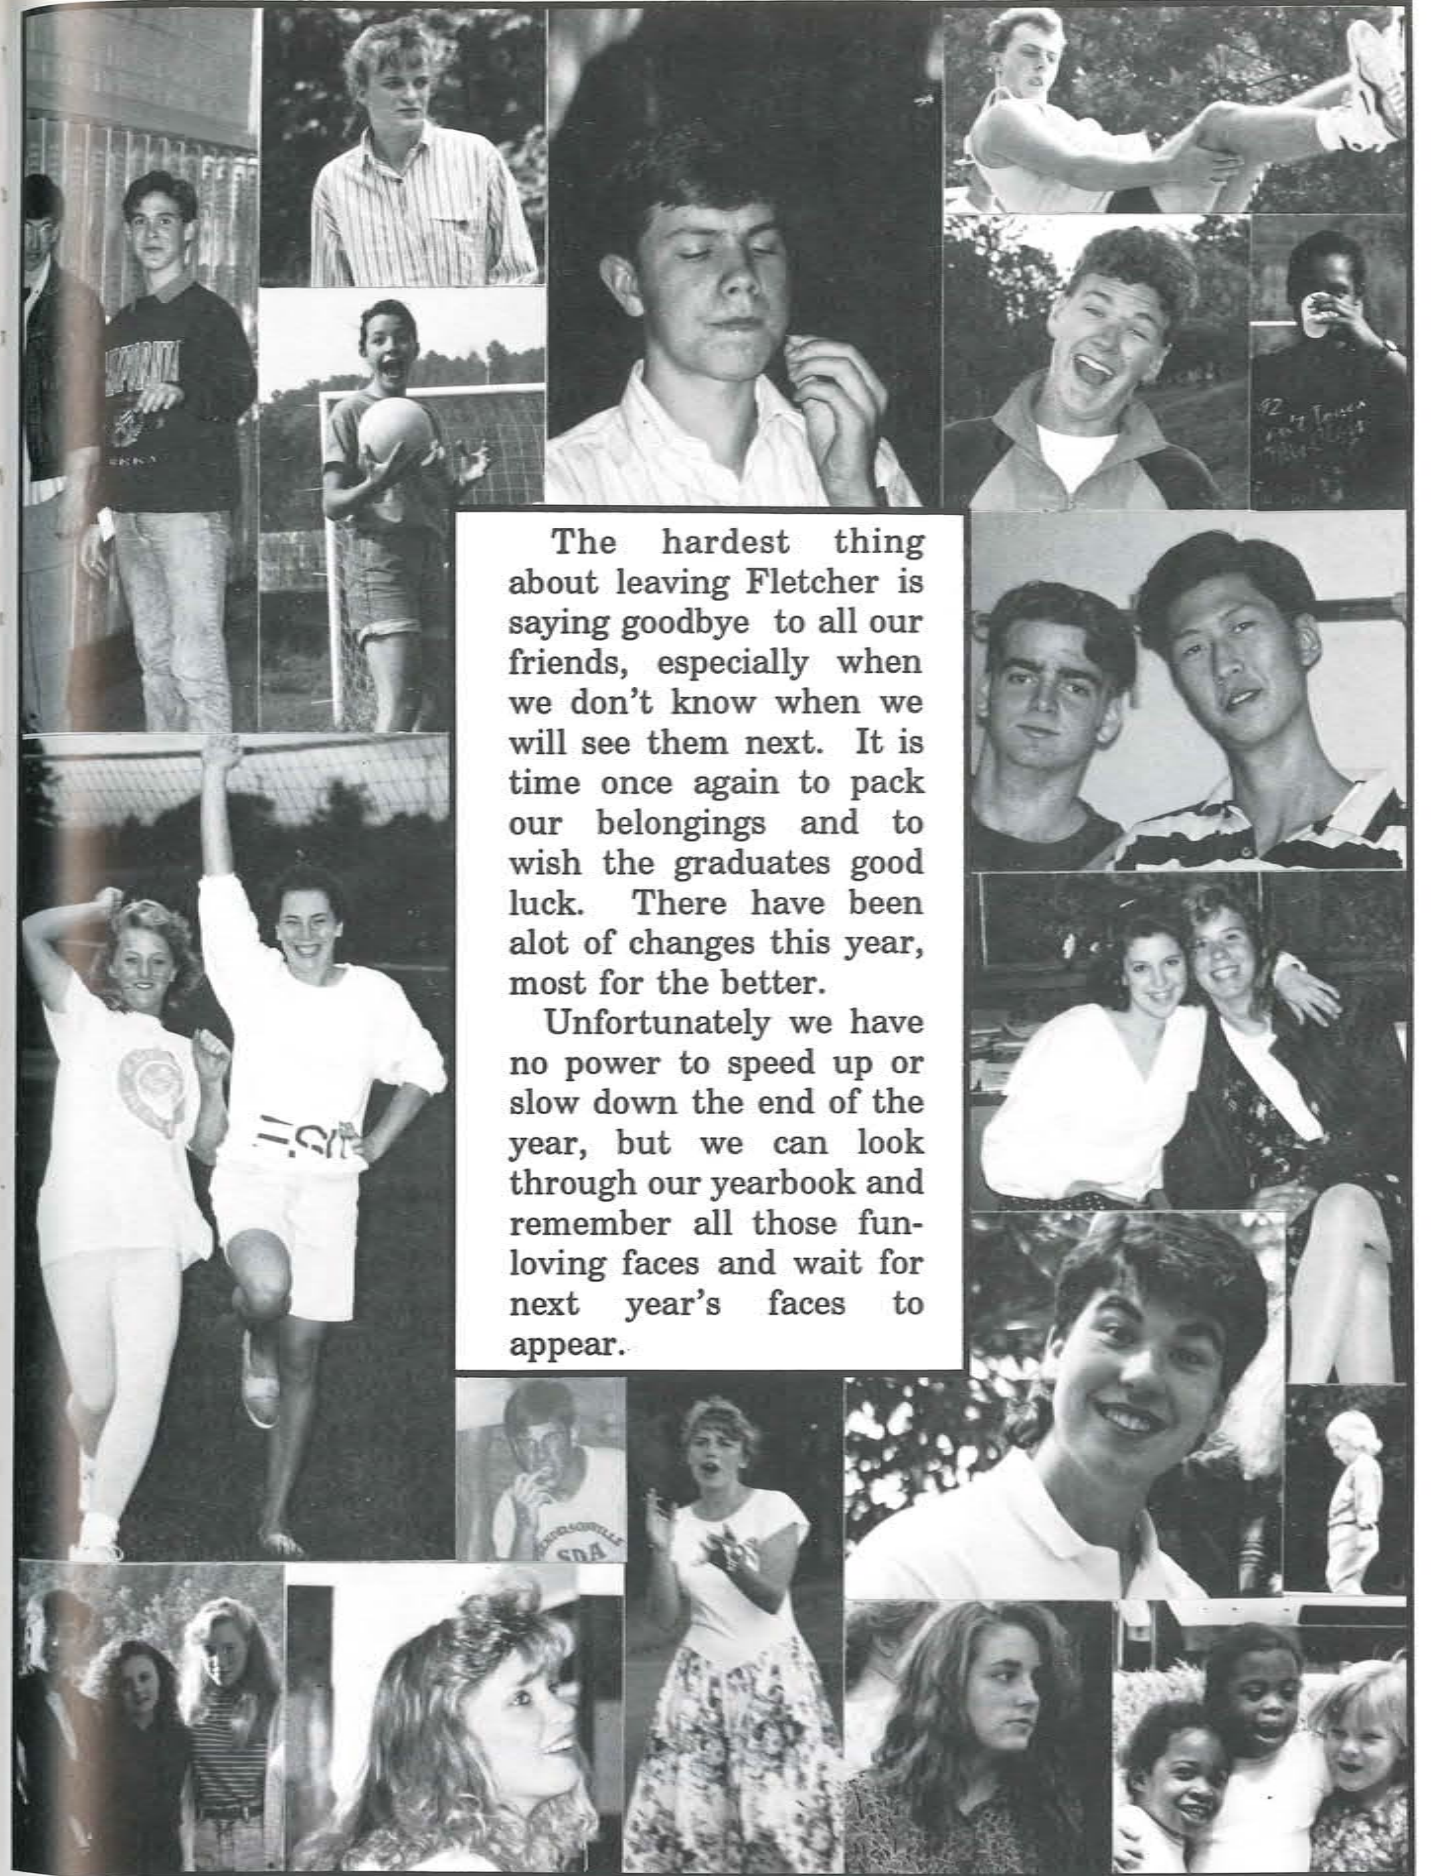 The hardest thing
about leaving Fletcher is
saying goodbye to all our
friends, especially when
we don't know when we
will see them next. It is
time once again to pack
our belongings and to
wish the graduates good
luck. There have been
alot of changes this year,
most for the better.
Unfortunately we have
no power to speed up or
slow down the end of the
year, but we can look
through our yearbook and
remember all those fun-
loving faces and wait for
next year's faces to
appear.
HENDERSONVILLE
SDA
92